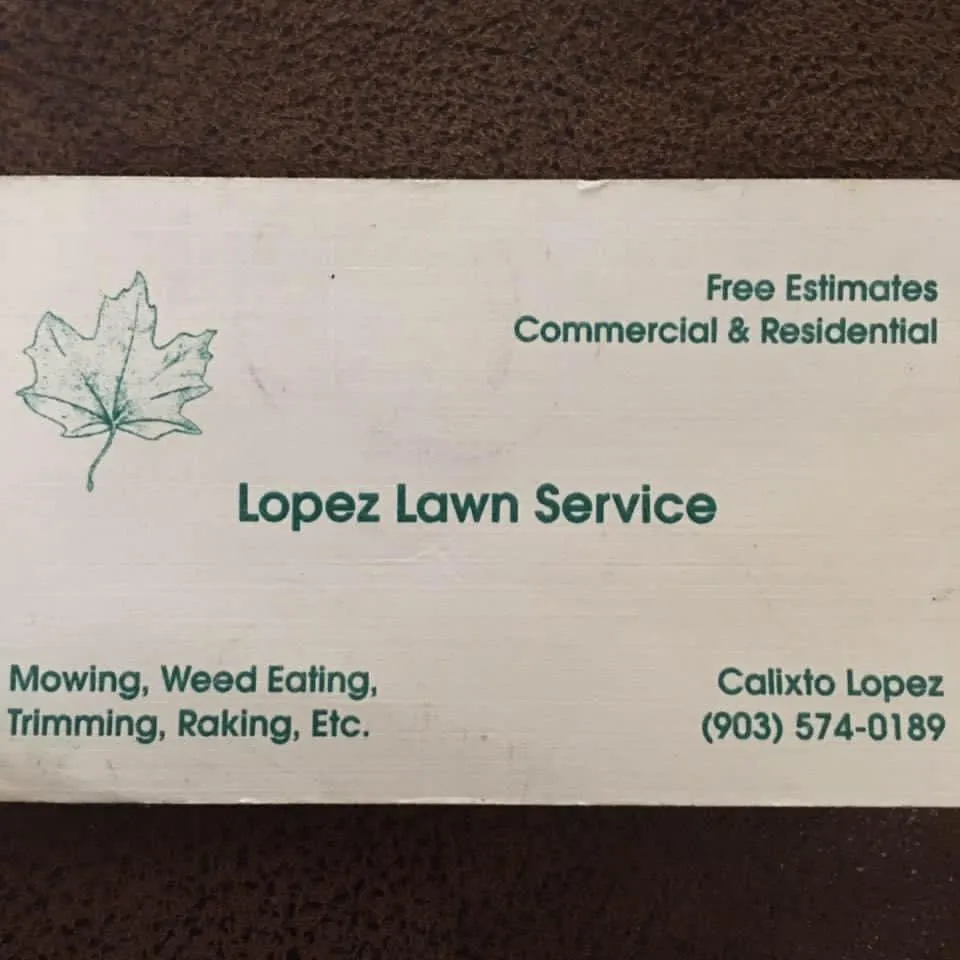 Free Estimates
Commercial & Residential
Lopez Lawn Service
Mowing, Weed Eating,
Trimming, Raking, Etc.
Calixto Lopez
(903) 574-0189